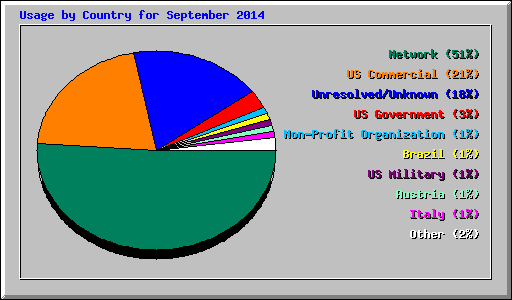 Usage by Country for September 2014
Network (51%)
US Commercial (21%)
Unresolved/Unknown (18%)
US Government (3%)
Non-Profit Organization (1%)
Brazil (1%)
US Military (1%)
Austria (1%)
Italy (1%)
Other (2%)